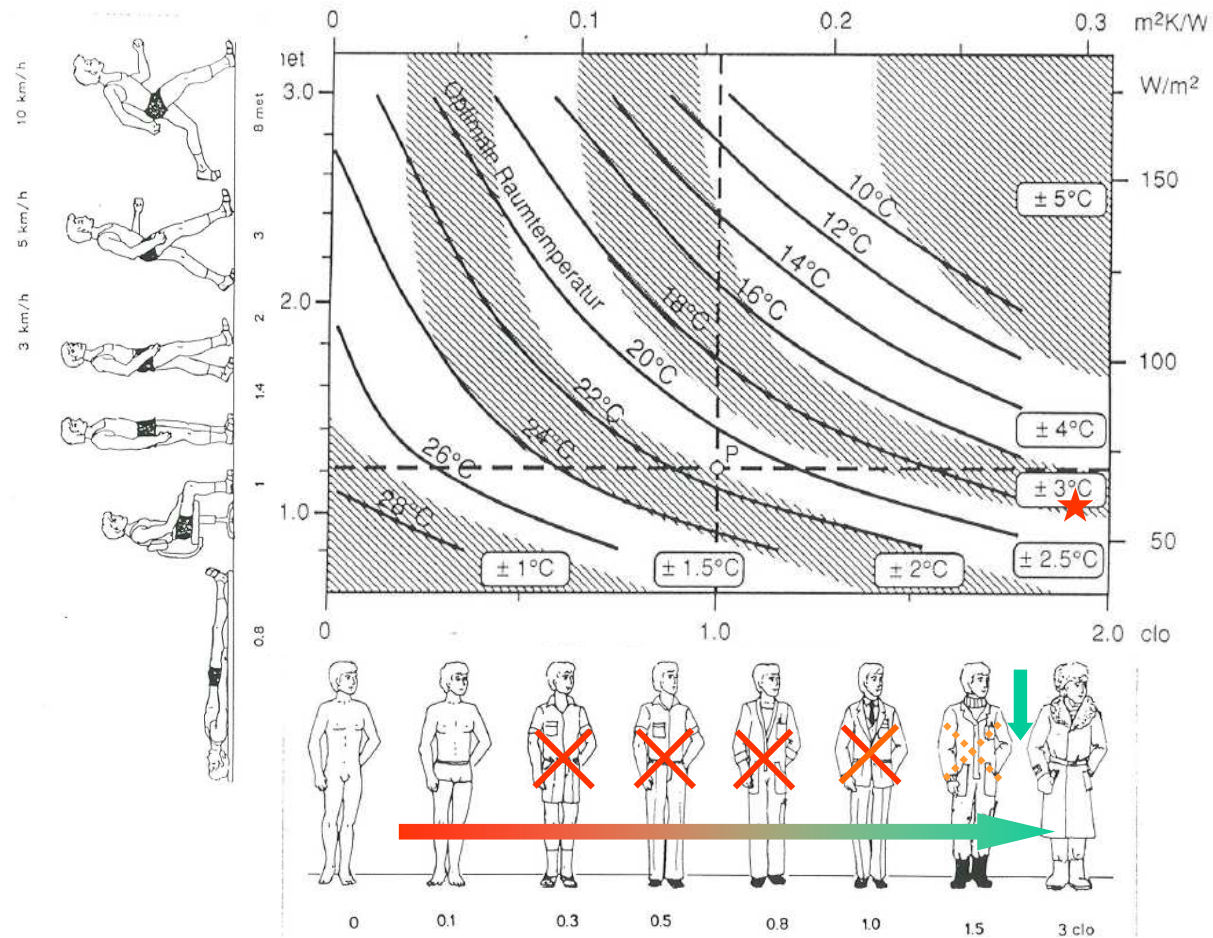 0 0.1 0.2 0.3 m²K/W
10 km/h
5 km/h
3 km/h
8 met
3
2
1.4
1
0.8
3.0
2.0
1.0
W/m²
150
100
50
Optimale Raumtemperatur
10°C
12°C
14°C
16°C
18°C
20°C
22°C
24°C
26°C
28°C
P
± 5°C
± 4°C
± 3°C
± 2.5°C
± 1°C
± 1.5°C
± 2°C
0 1.0 2.0 clo
0 0.1 0.3 0.5 0.8 1.0 1.5 3 clo